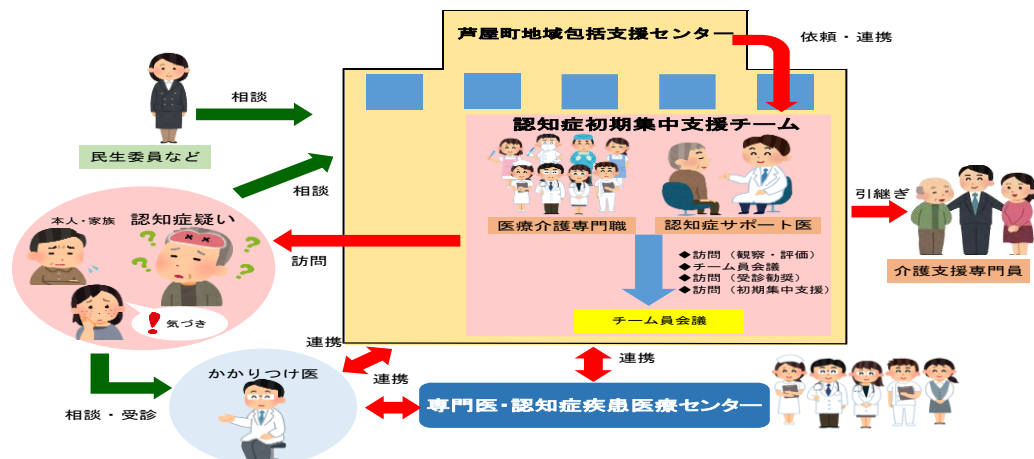 芦屋町地域包括支援センター
依頼・連携
相談
民生委員など
認知症初期集中支援チーム
相談
本人・家族
認知症疑い
医療介護専門職
認知症サポート医
引継ぎ
訪問
◆訪問（観察・評価）
◆チーム員会議
◆訪問（受診勧奨）
◆訪問（初期集中支援）
介護支援専門員
気づき
チーム員会議
連携
かかりつけ医
連携
連携
相談・受診
専門医・認知症疾患医療センター